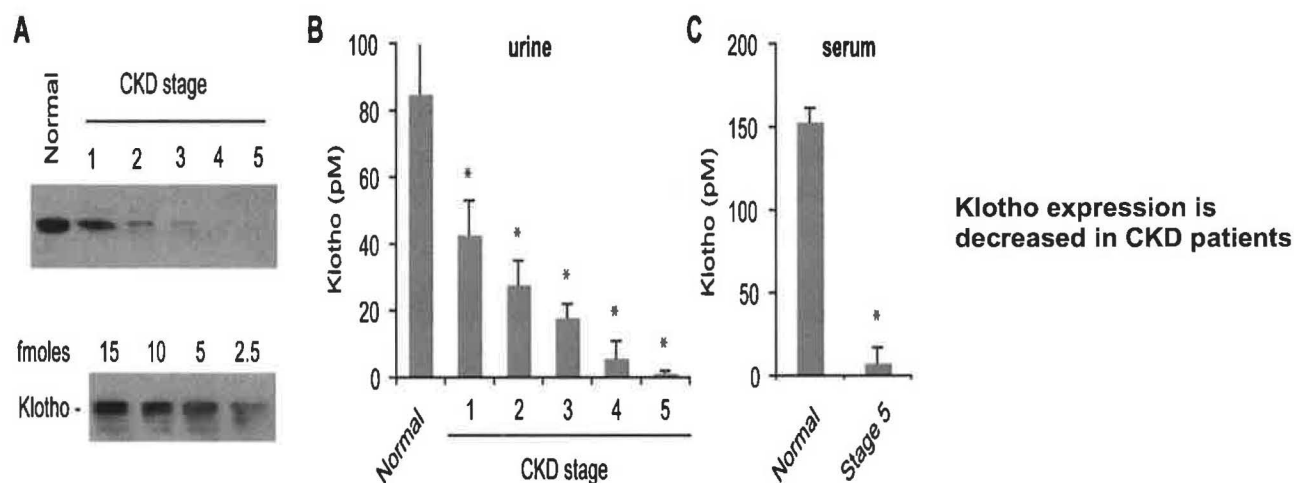 A
Normal
CKD stage
1 2 3 4 5
fmoles 15 10 5 2.5
Klotho -
B
urine
Klotho (pM)
100
80
60
40
20
0
* * * * *
Normal 1 2 3 4 5
CKD stage
C
serum
Klotho (pM)
200
150
100
50
0
*
Normal Stage 5
Klotho expression is
decreased in CKD patients